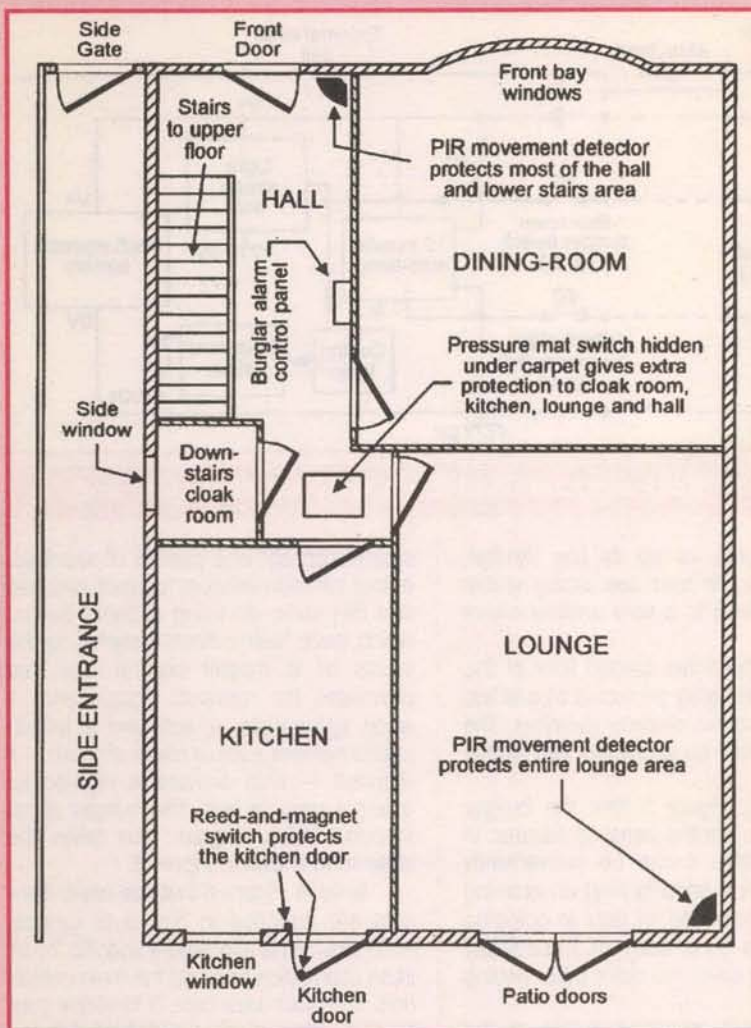 Side
Gate
Front
Door
Front bay
windows
Stairs
to upper
floor
PIR movement detector
protects most of the hall
and lower stairs area
HALL
Burglar alarm
control panel
DINING-ROOM
Pressure mat switch hidden
under carpet gives extra
protection to cloak room,
kitchen, lounge and hall
Side
window
Down-
stairs
cloak
room
SIDE ENTRANCE
LOUNGE
KITCHEN
PIR movement detector
protects entire lounge area
Reed-and-magnet
switch protects
the kitchen door
Kitchen
window
Kitchen
door
Patio doors